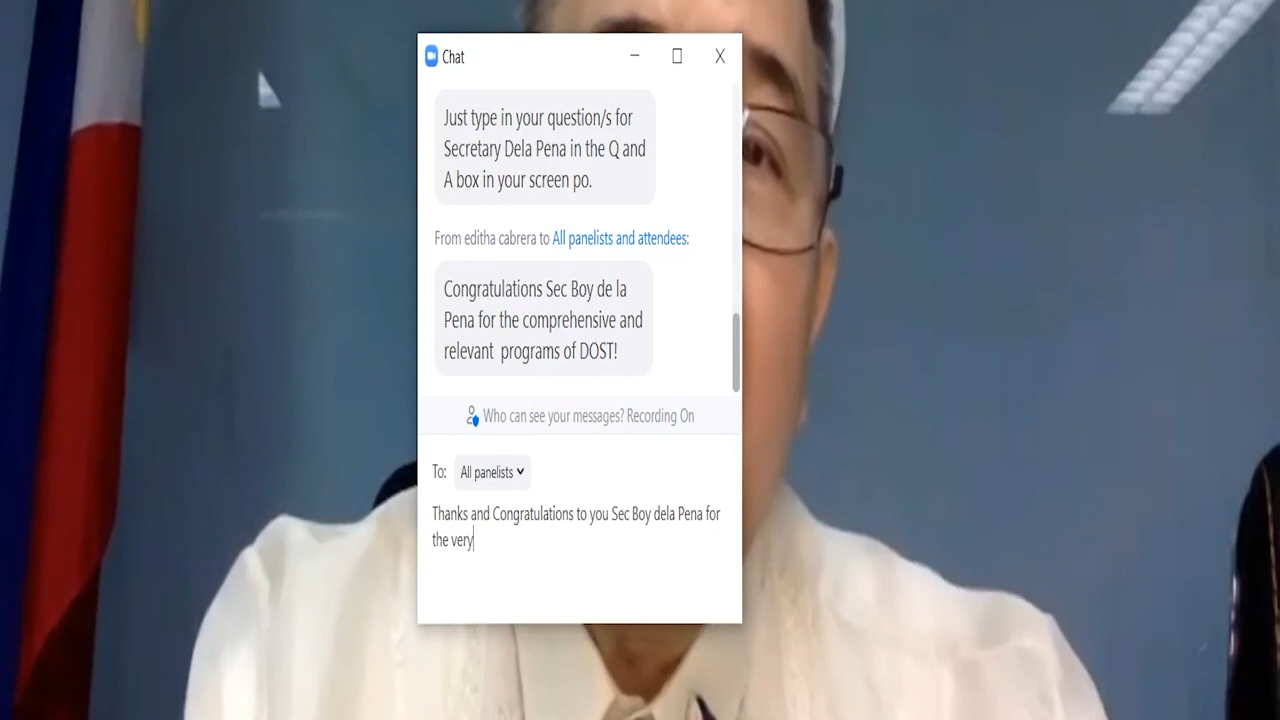 Chat
Just type in your question/s for
Secretary Dela Pena in the Q and
A box in your screen po.
From editha cabrera to All panelists and attendees:
Congratulations Sec Boy de la
Pena for the comprehensive and
relevant programs of DOST!
Who can see your messages? Recording On
To: All panelists
Thanks and Congratulations to you Sec Boy dela Pena for
the very